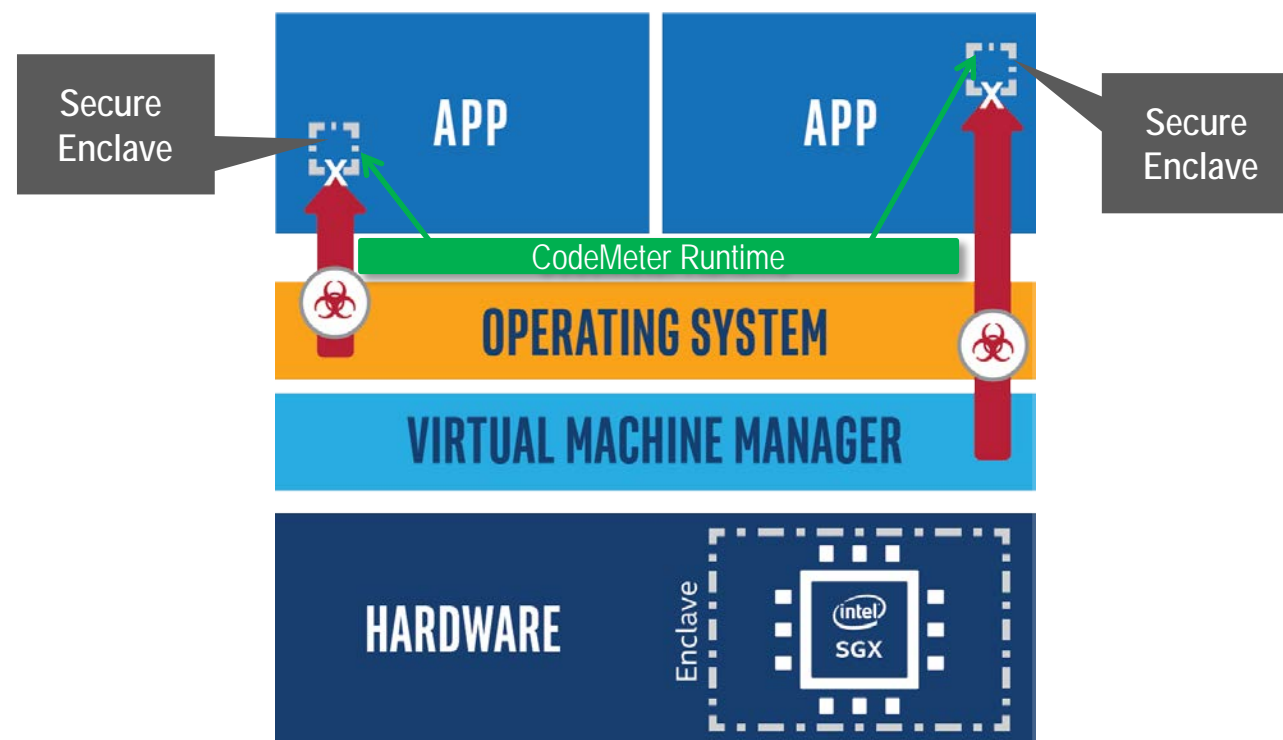 Secure
Enclave
APP
APP
Secure
Enclave
X
X
CodeMeter Runtime
OPERATING SYSTEM
VIRTUAL MACHINE MANAGER
HARDWARE
Enclave
intel
SGX